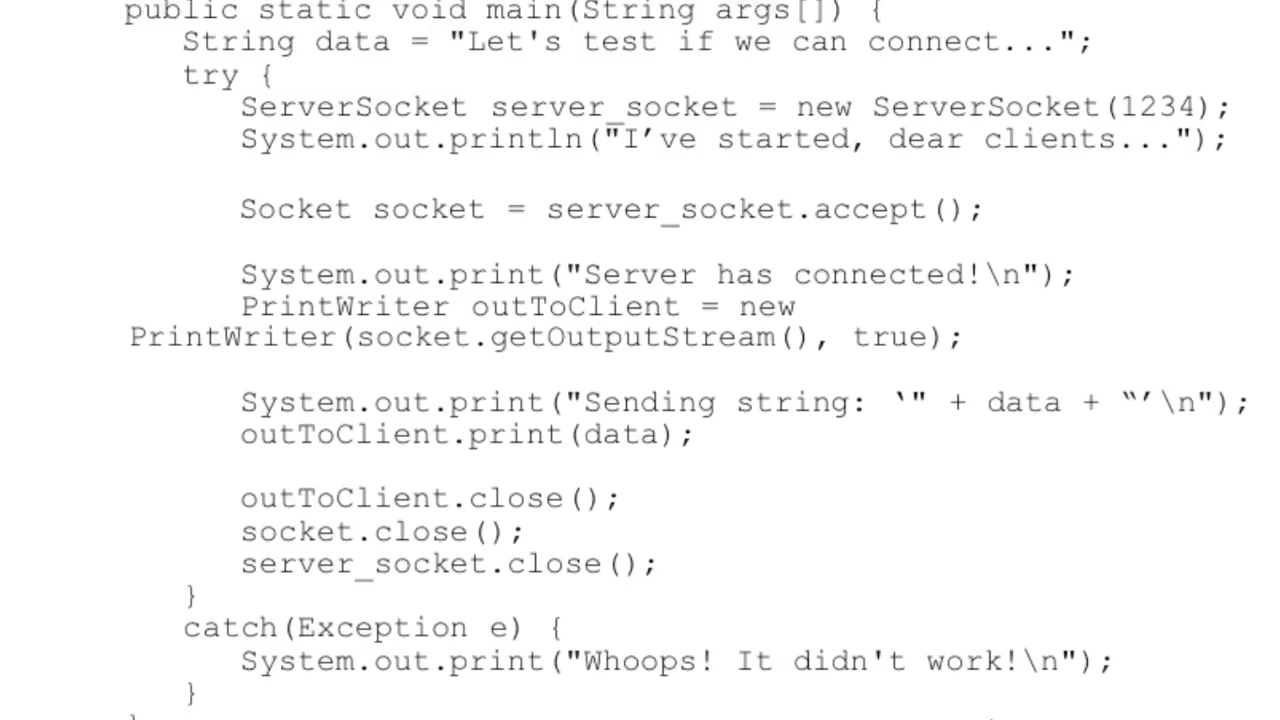 public static void main(String args[]) {
String data = "Let's test if we can connect...";
try {
ServerSocket server_socket = new ServerSocket(1234);
System.out.println("I’ve started, dear clients...");
Socket socket = server_socket.accept();
System.out.print("Server has connected!\n");
PrintWriter outToClient = new
PrintWriter(socket.getOutputStream(), true);
System.out.print("Sending string: ‘" + data + “’\n");
outToClient.print(data);
outToClient.close();
socket.close();
server_socket.close();
}
catch(Exception e) {
System.out.print("Whoops! It didn't work!\n");
}
}